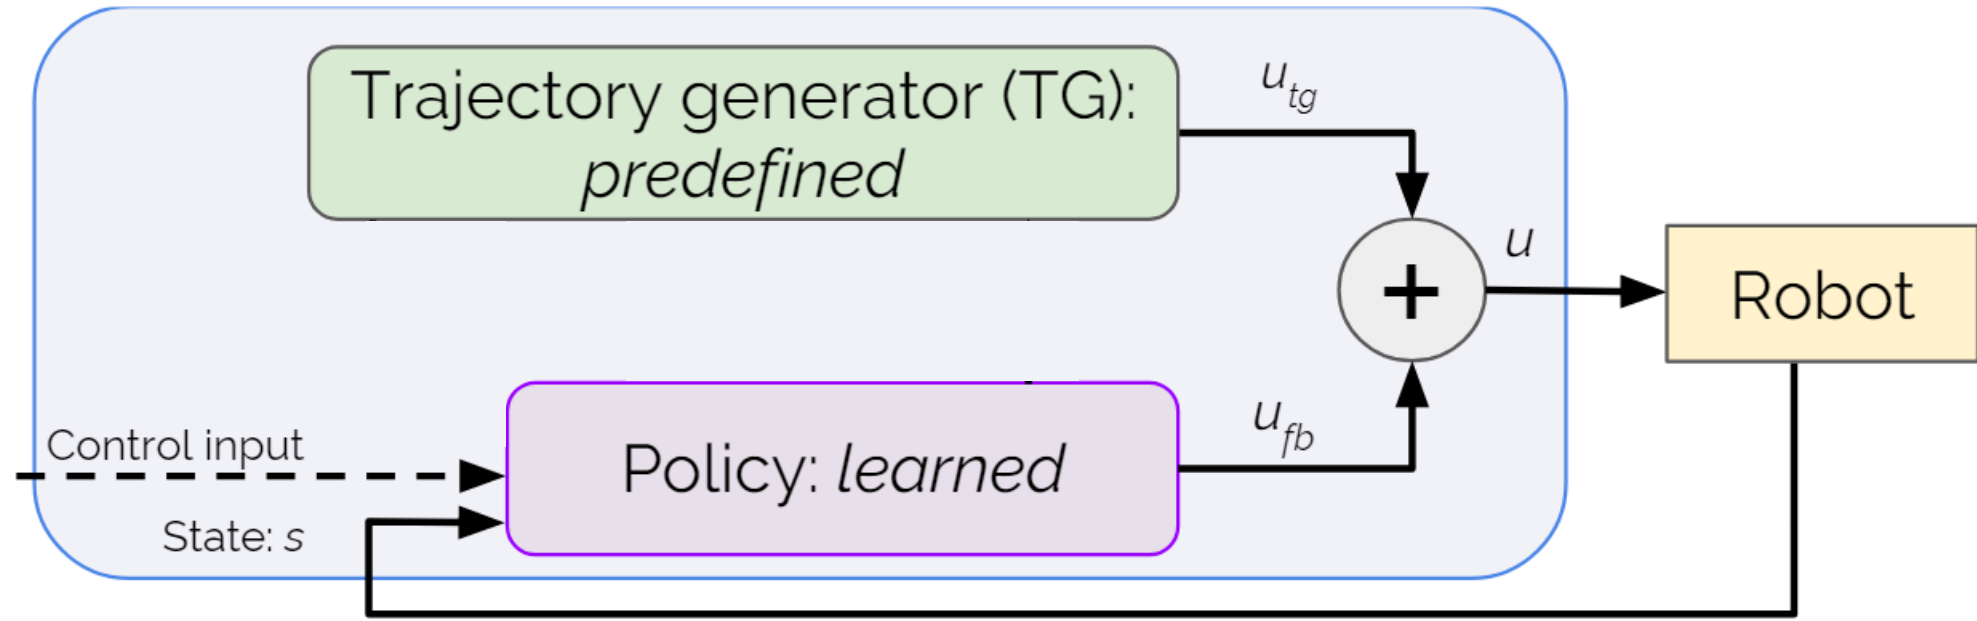 Trajectory generator (TG):
predefined
u_tg
u
+
Robot
Control input
Policy: learned
u_fb
State: s